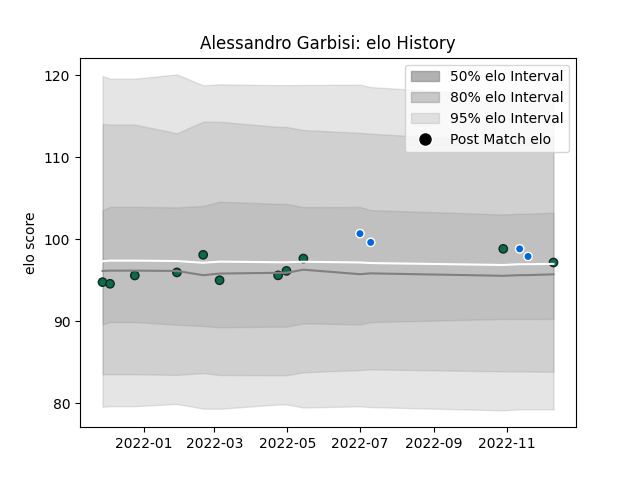 Alessandro Garbisi: elo History
120
110
100
90
80
elo score
50% elo Interval
80% elo Interval
95% elo Interval
Post Match elo
2022-01
2022-03
2022-05
2022-07
2022-09
2022-11